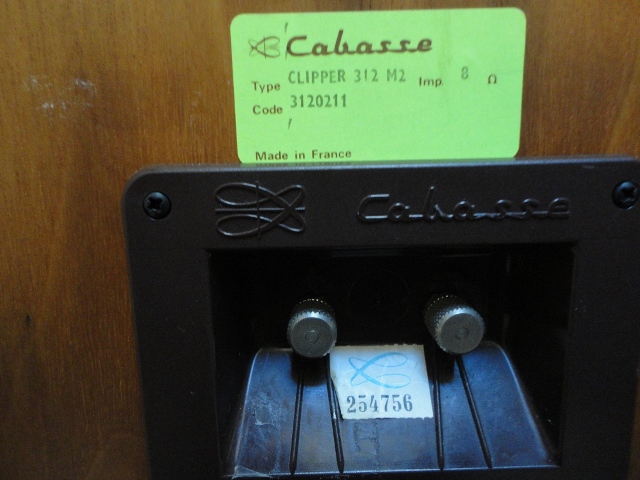 Cabasse
Type CLIPPER 312 M2 Imp. 8 Ω
Code 3120211
Made in France
Cabasse
254756